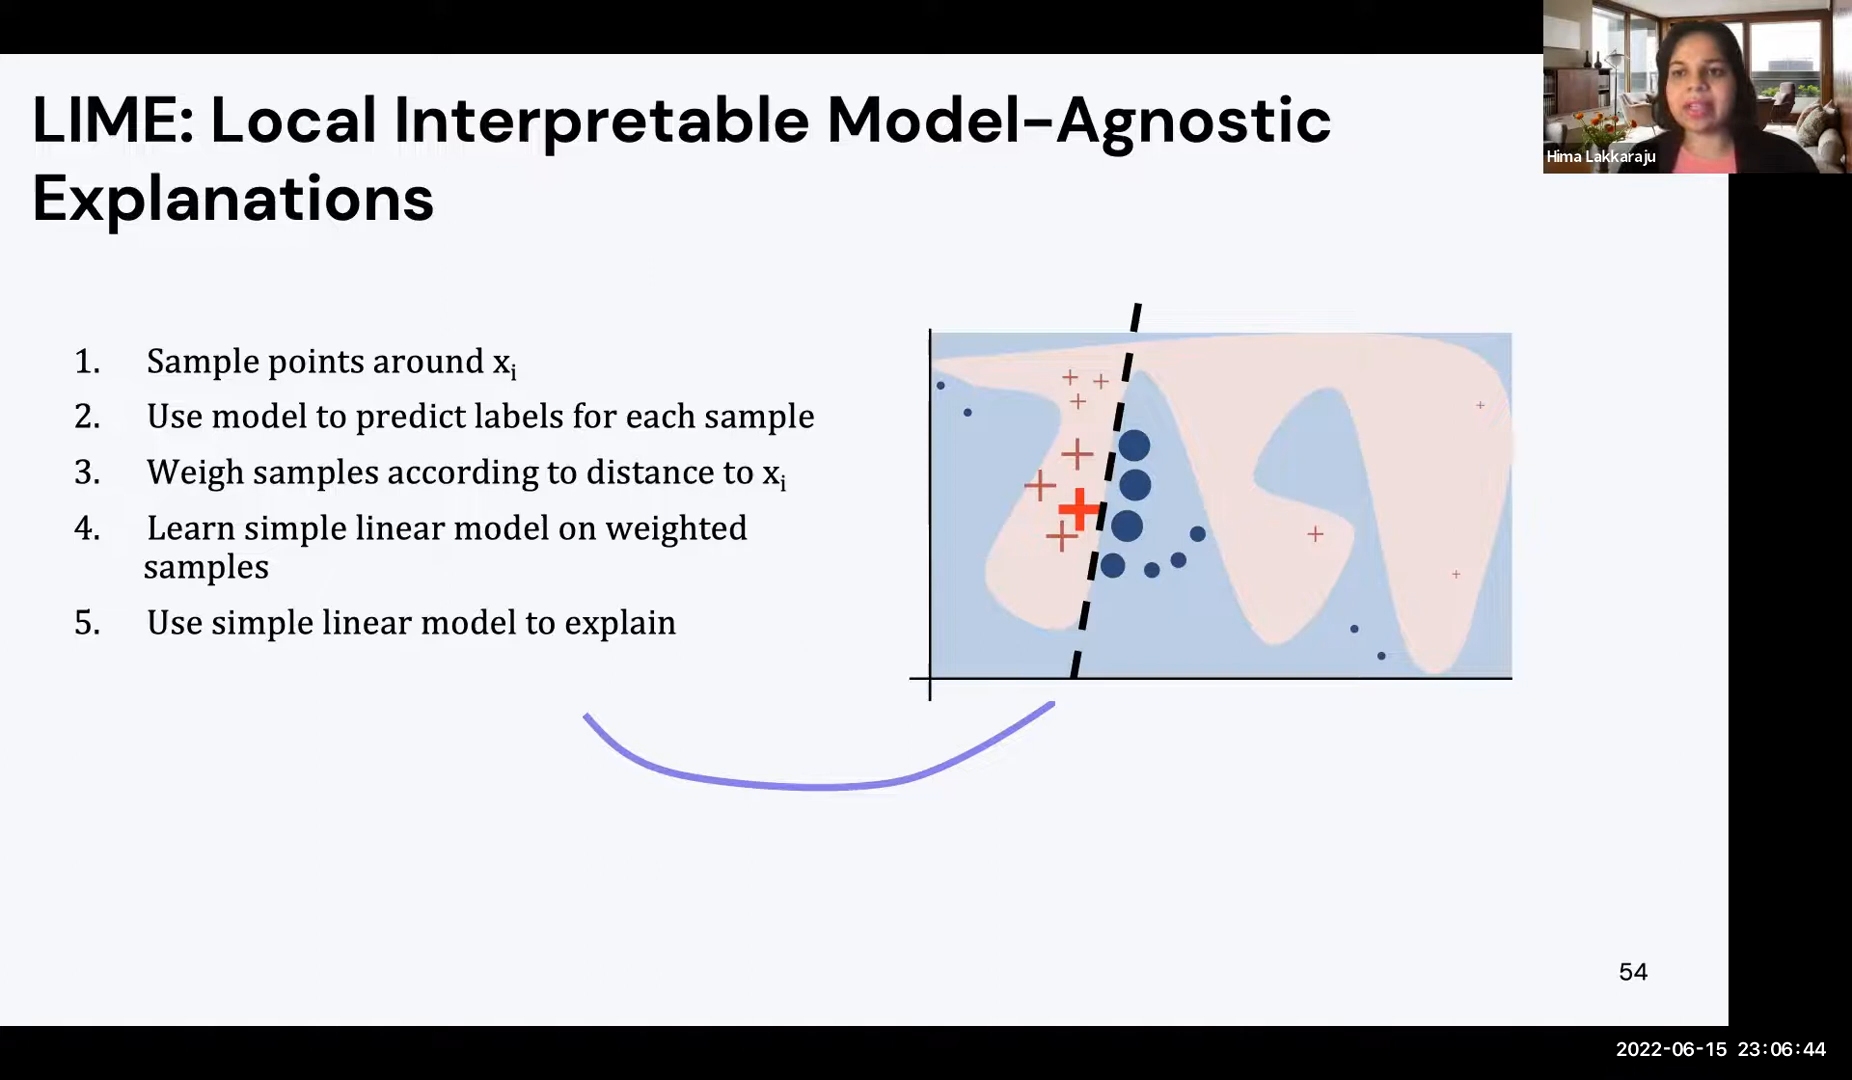 LIME: Local Interpretable Model-Agnostic
Explanations
Hima Lakkaraju
1. Sample points around xi
2. Use model to predict labels for each sample
3. Weigh samples according to distance to xi
4. Learn simple linear model on weighted
samples
5. Use simple linear model to explain
54
2022-06-15 23:06:44